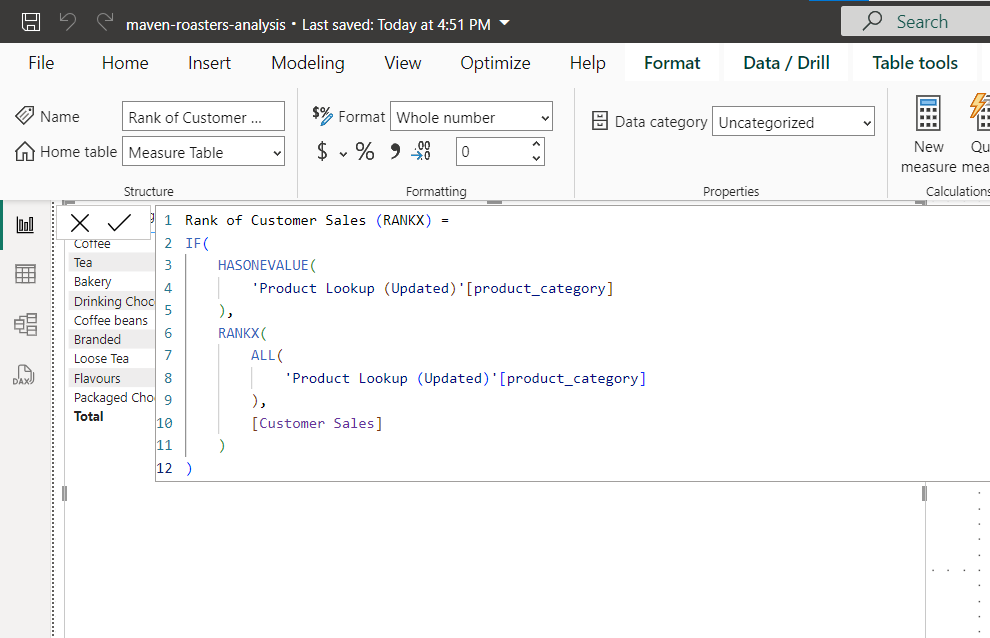 maven-roasters-analysis • Last saved: Today at 4:51 PM
Search
File Home Insert Modeling View Optimize Help Format Data / Drill Table tools
Name Rank of Customer ...
Format Whole number
Data category Uncategorized
Home table Measure Table
$ % 0
New
measure
Structure
Formatting
Properties
Calculations
1 Rank of Customer Sales (RANKX) =
2 IF(
3 HASONEVALUE(
4 'Product Lookup (Updated)'[product_category]
5 ),
6 RANKX(
7 ALL(
8 'Product Lookup (Updated)'[product_category]
9 ),
10 [Customer Sales]
11 )
12 )
Coffee
Tea
Bakery
Drinking Choc
Coffee beans
Branded
Loose Tea
Flavours
Packaged Cho
Total
DAX